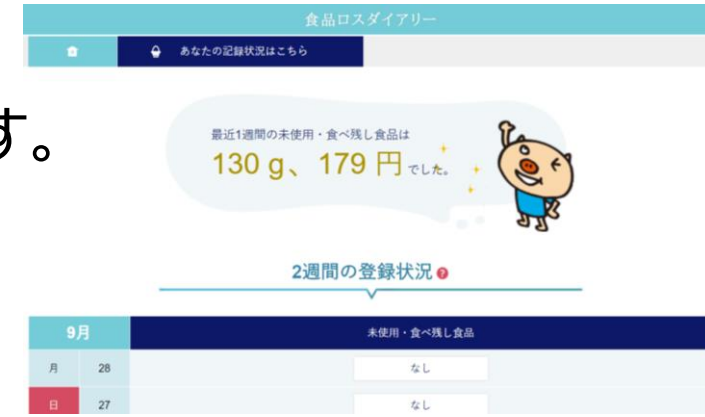 食品ロスダイアリー
あなたの記録状況はこちら
す。
最近1週間の未使用・食べ残し食品は
130 g、179 円 でした。
2週間の登録状況 ?
9月 未使用・食べ残し食品
月 28 なし
日 27 なし